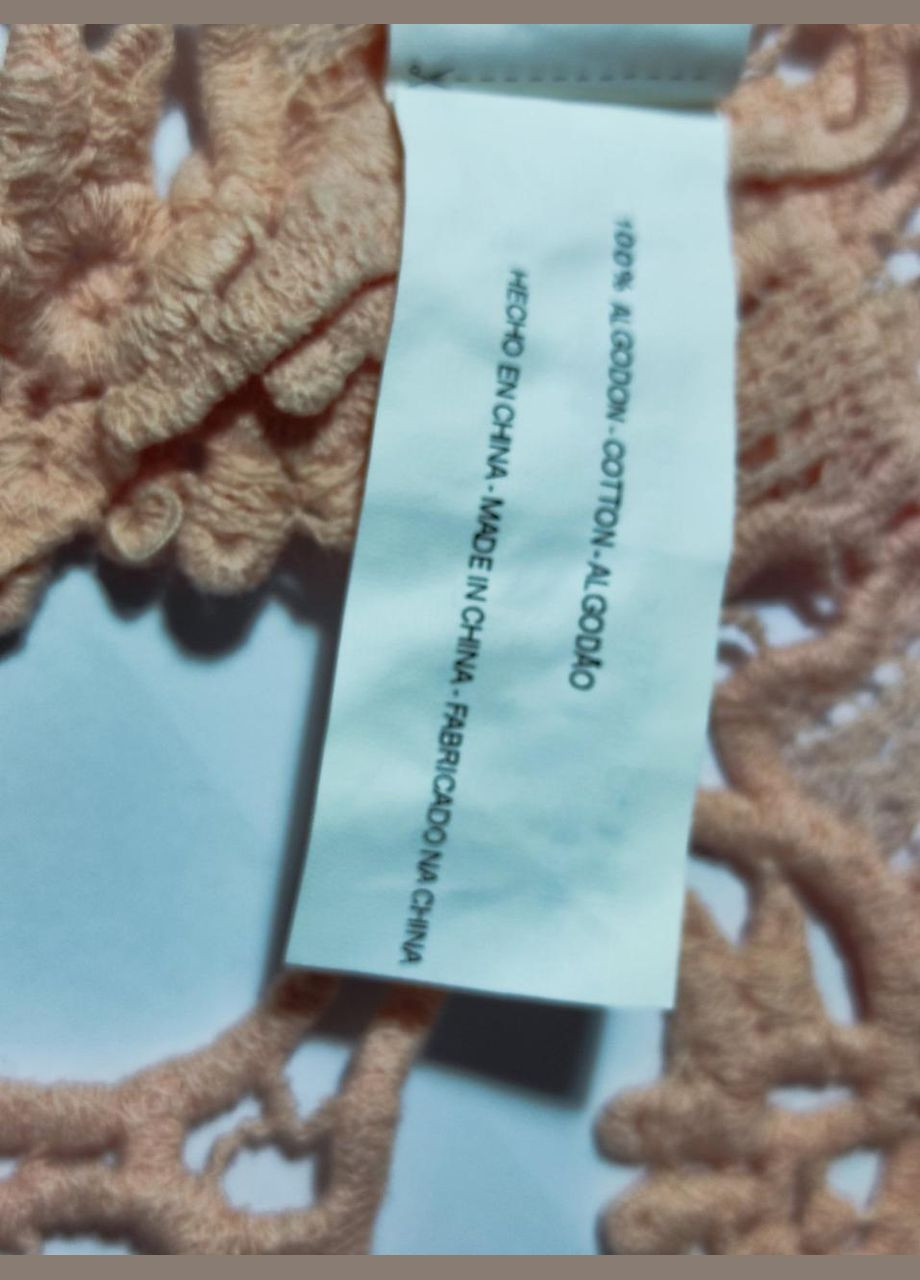 100% ALGODON - COTTON - ALGODÃO
HECHO EN CHINA - MADE IN CHINA - FABRICADO NA CHINA